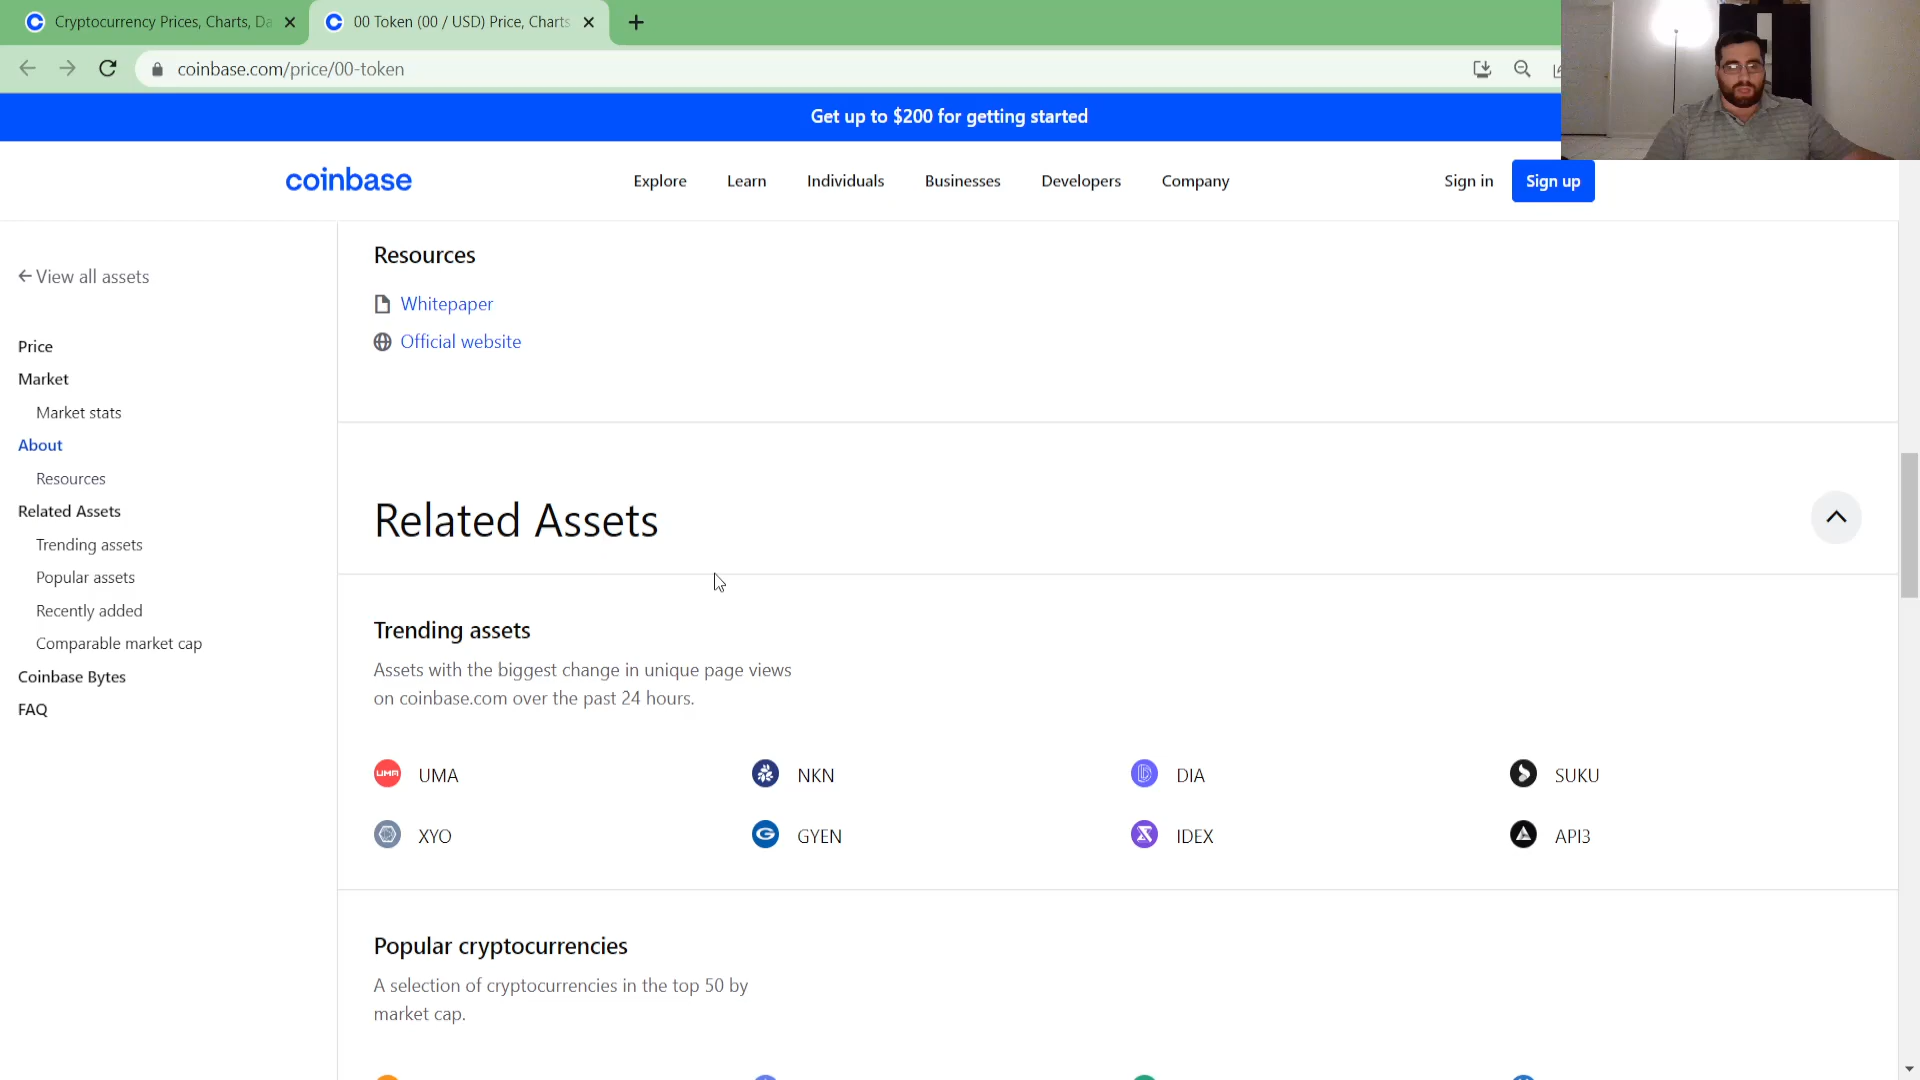 Cryptocurrency Prices, Charts, Da
00 Token (00 / USD) Price, Charts
coinbase.com/price/00-token
Get up to $200 for getting started
coinbase
Explore
Learn
Individuals
Businesses
Developers
Company
Sign in
Sign up
View all assets
Price
Market
Market stats
About
Resources
Related Assets
Trending assets
Popular assets
Recently added
Comparable market cap
Coinbase Bytes
FAQ
Resources
Whitepaper
Official website
Related Assets
Trending assets
Assets with the biggest change in unique page views
on coinbase.com over the past 24 hours.
UMA
UMA
NKN
DIA
SUKU
XYO
GYEN
IDEX
API3
Popular cryptocurrencies
A selection of cryptocurrencies in the top 50 by
market cap.